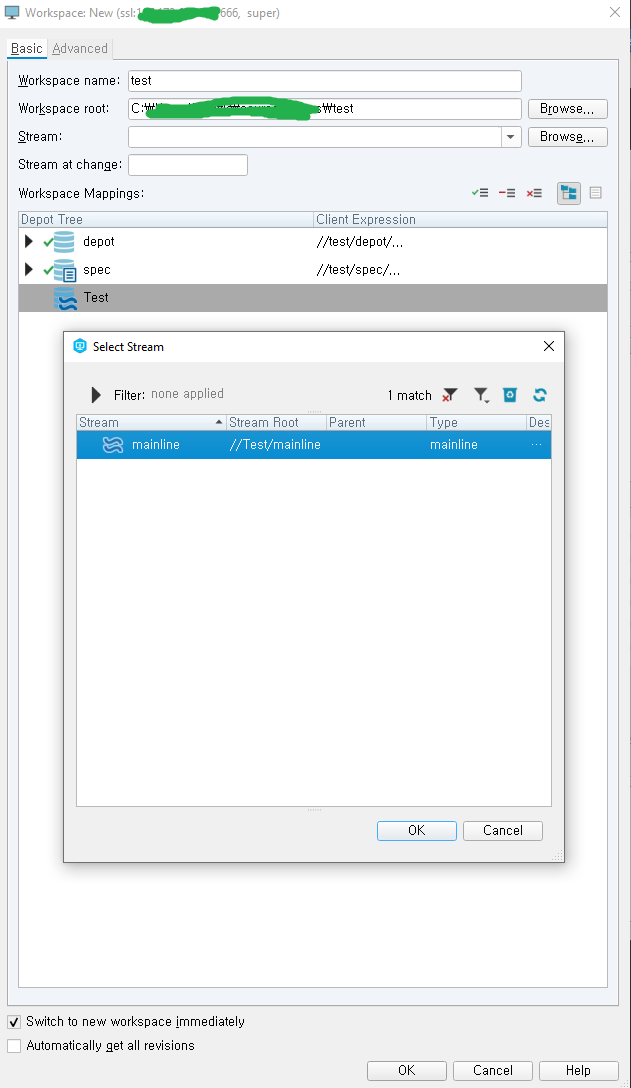 Workspace: New (ssl:1 666, super)
Basic Advanced
Workspace name: test
Workspace root: C:₩ s₩test Browse...
Stream: Browse...
Stream at change:
Workspace Mappings:
Depot Tree Client Expression
depot //test/depot/...
spec //test/spec/...
Test
Select Stream
Filter: none applied 1 match
Stream Stream Root Parent Type Des
mainline //Test/mainline mainline ...
OK Cancel
Switch to new workspace immediately
Automatically get all revisions
OK Cancel Help